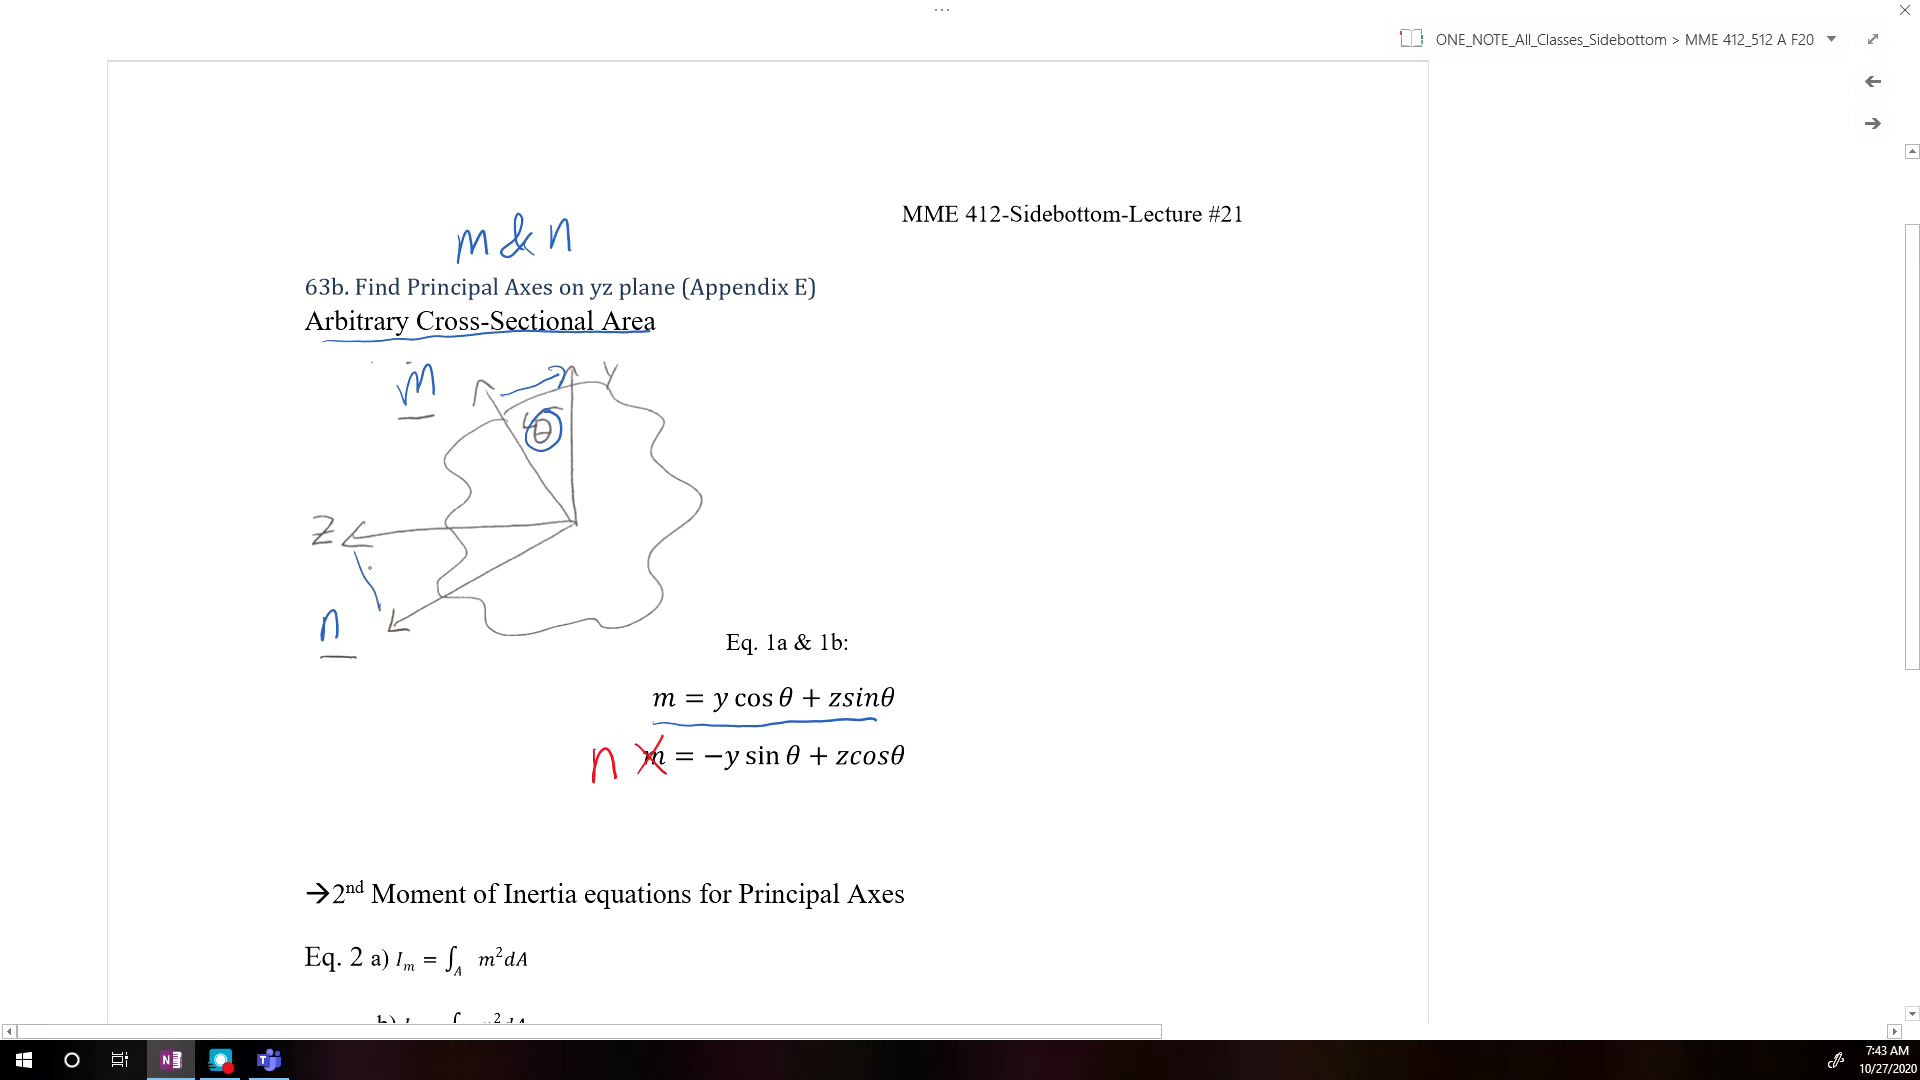 ONE_NOTE_All_Classes_Sidebottom > MME 412_512 A F20
MME 412-Sidebottom-Lecture #21
m & n
63b. Find Principal Axes on yz plane (Appendix E)
Arbitrary Cross-Sectional Area
m
y
θ
z
n
Eq. 1a & 1b:
m = y cos θ + zsinθ
n m = −y sin θ + zcosθ
→2nd Moment of Inertia equations for Principal Axes
Eq. 2 a) Im = ∫A m²dA
7:43 AM
10/27/2020